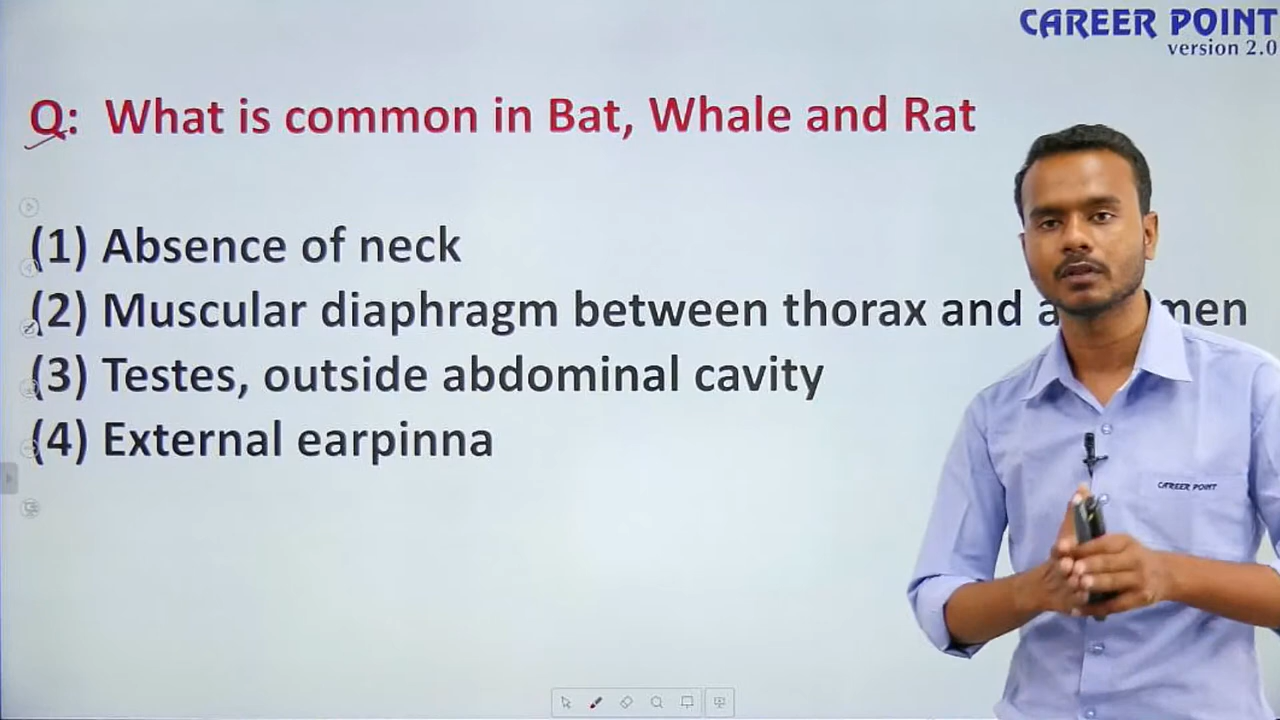 CAREER POINT
version 2.0
Q: What is common in Bat, Whale and Rat
(1) Absence of neck
(2) Muscular diaphragm between thorax and a men
(3) Testes, outside abdominal cavity
(4) External earpinna
CAREER POINT